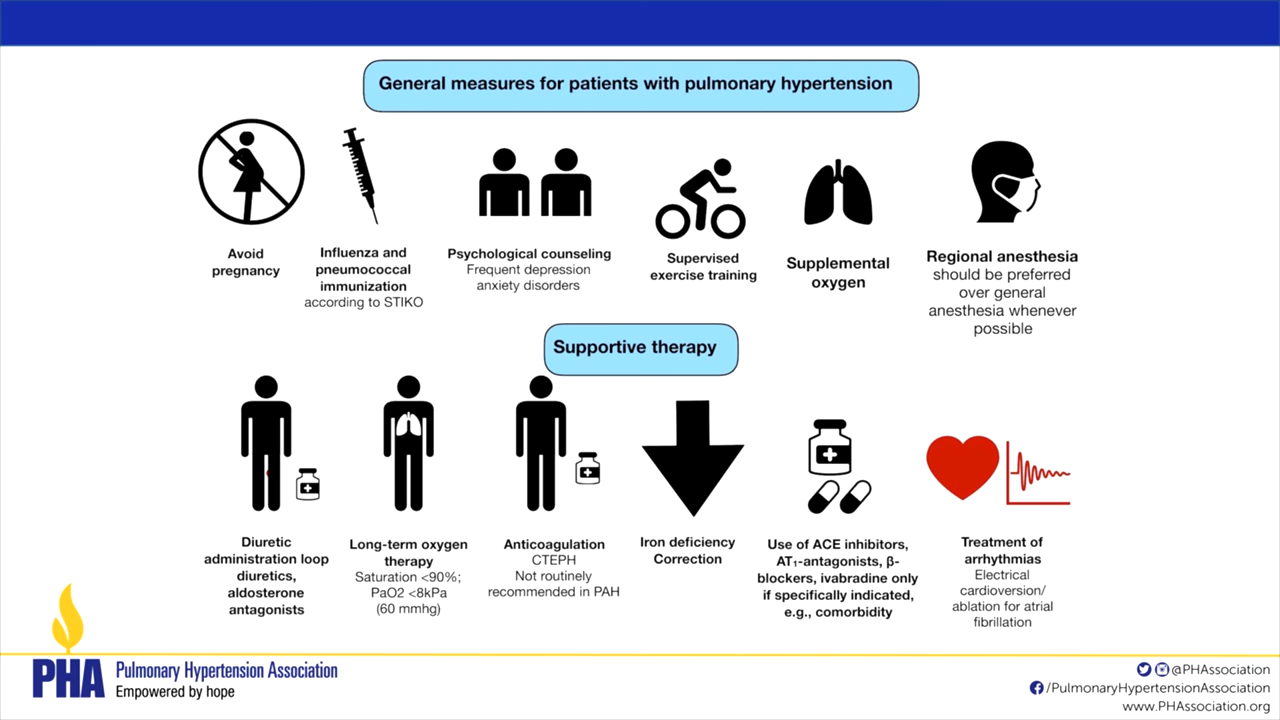 General measures for patients with pulmonary hypertension
Avoid
pregnancy
Influenza and
pneumococcal
immunization
according to STIKO
Psychological counseling
Frequent depression
anxiety disorders
Supervised
exercise training
Supplemental
oxygen
Regional anesthesia
should be preferred
over general
anesthesia whenever
possible
Supportive therapy
Diuretic
administration loop
diuretics,
aldosterone
antagonists
Long-term oxygen
therapy
Saturation <90%;
PaO2 <8kPa
(60 mmhg)
Anticoagulation
CTEPH
Not routinely
recommended in PAH
Iron deficiency
Correction
Use of ACE inhibitors,
AT₁-antagonists, β-
blockers, ivabradine only
if specifically indicated,
e.g., comorbidity
Treatment of
arrhythmias
Electrical
cardioversion/
ablation for atrial
fibrillation
PHA
Pulmonary Hypertension Association
Empowered by hope
@PHAssociation
/PulmonaryHypertensionAssociation
www.PHAssociation.org